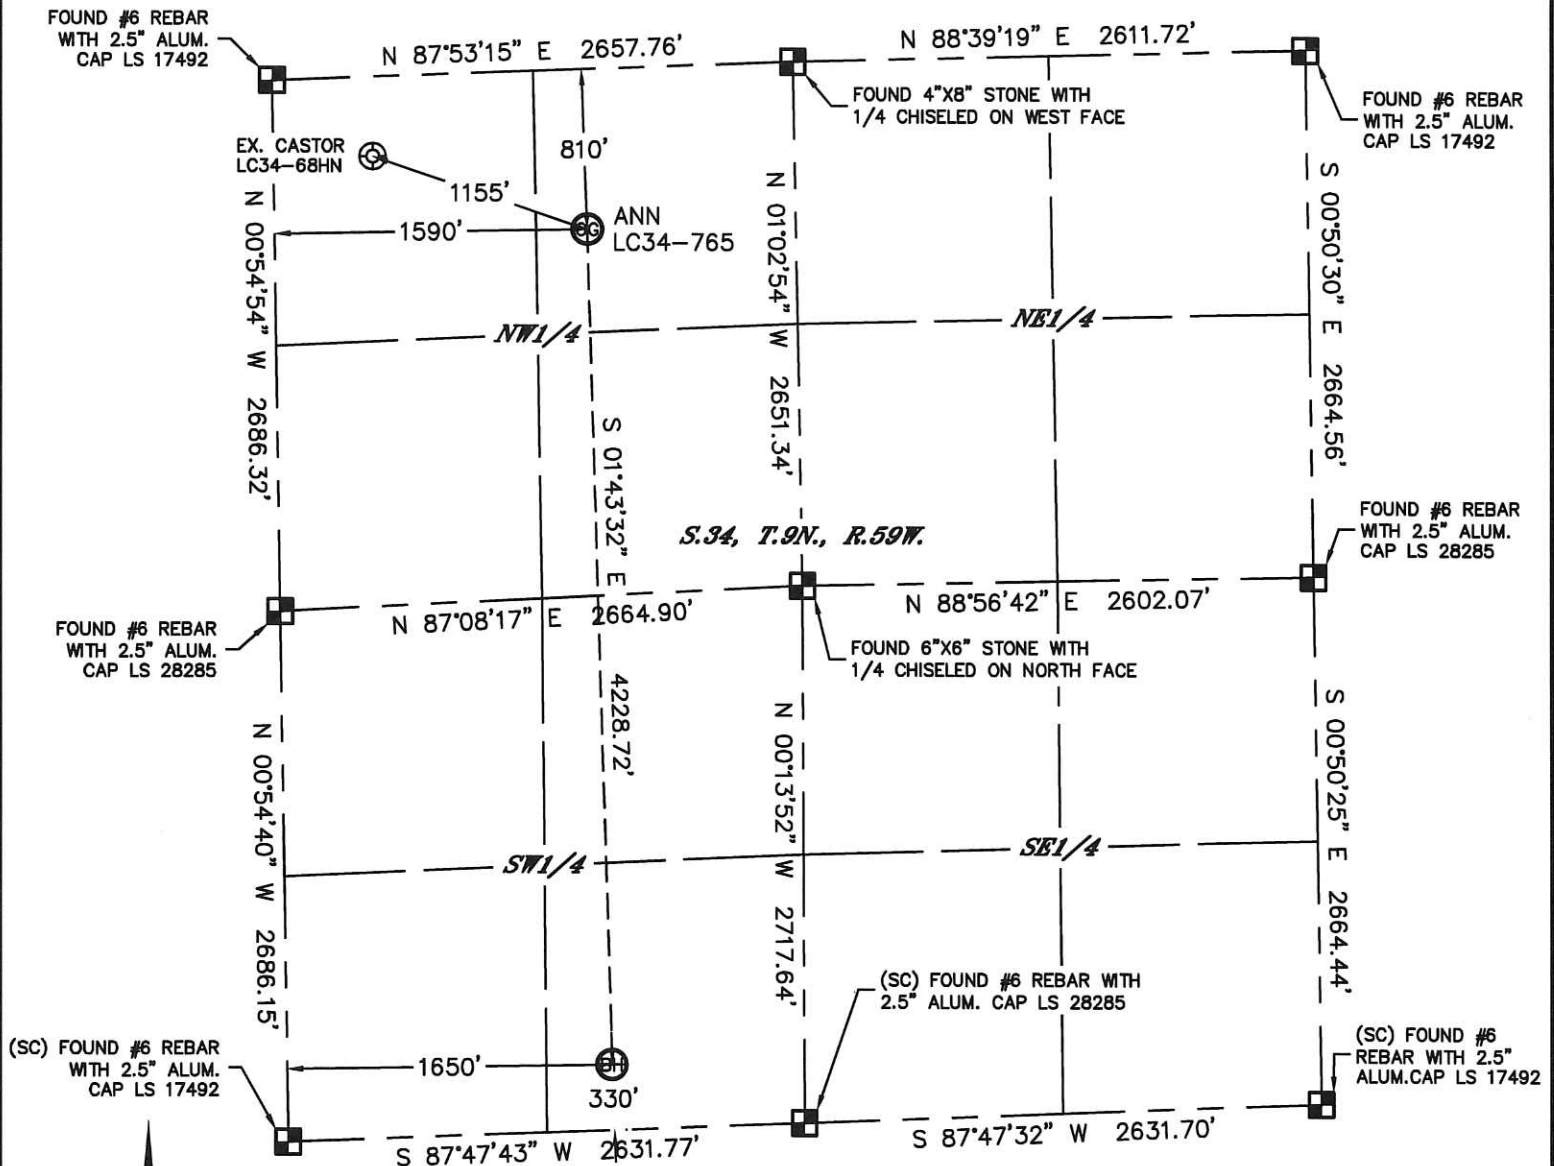 FOUND #6 REBAR
WITH 2.5" ALUM.
CAP LS 17492
N 87°53'15" E 2657.76'
N 88°39'19" E 2611.72'
FOUND 4"X8" STONE WITH
1/4 CHISELED ON WEST FACE
FOUND #6 REBAR
WITH 2.5" ALUM.
CAP LS 17492
EX. CASTOR
LC34-68HN
810'
1155'
1590'
SG
ANN
LC34-765
N 00°54'54" W 2686.32'
N 01°02'54" W 2651.34'
S 00°50'30" E 2664.56'
NW1/4
NE1/4
S 01°43'32" E 4228.72'
S.34, T.9N., R.59W.
FOUND #6 REBAR
WITH 2.5" ALUM.
CAP LS 28285
N 87°08'17" E 2664.90'
N 88°56'42" E 2602.07'
FOUND #6 REBAR
WITH 2.5" ALUM.
CAP LS 28285
FOUND 6"X6" STONE WITH
1/4 CHISELED ON NORTH FACE
N 00°54'40" W 2686.15'
N 00°13'52" W 2717.64'
S 00°50'25" E 2664.44'
SW1/4
SE1/4
(SC) FOUND #6 REBAR WITH
2.5" ALUM. CAP LS 28285
(SC) FOUND #6 REBAR
WITH 2.5" ALUM.
CAP LS 17492
1650'
BH
330'
(SC) FOUND #6
REBAR WITH 2.5"
ALUM.CAP LS 17492
S 87°47'43" W 2631.77'
S 87°47'32" W 2631.70'